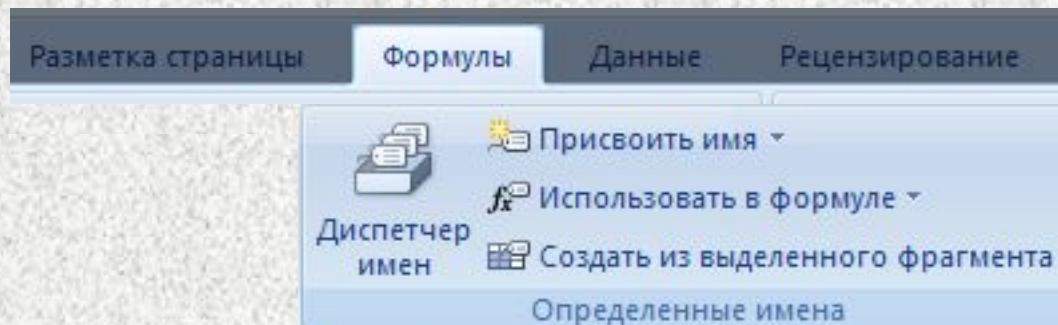 Разметка страницы Формулы Данные Рецензирование
Присвоить имя
Использовать в формуле
Диспетчер имен
Создать из выделенного фрагмента
Определенные имена